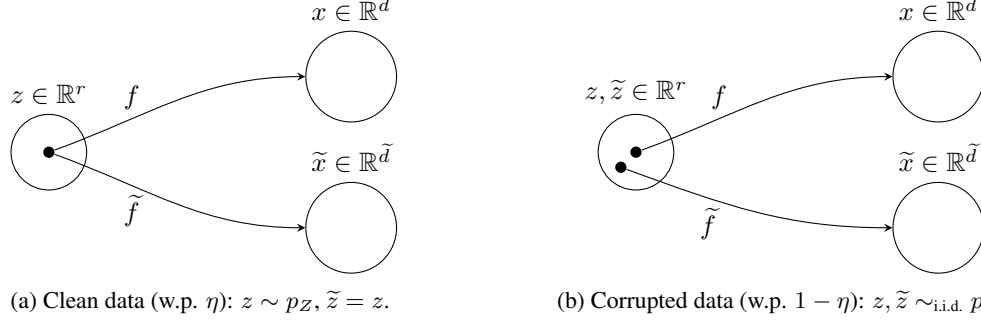 x ∈ ℝ^d
z ∈ ℝ^r
f
x̃ ∈ ℝ^d̃
f̃
(a) Clean data (w.p. η): z ∼ p_Z, z̃ = z.
x ∈ ℝ^d
z, z̃ ∈ ℝ^r
f
x̃ ∈ ℝ^d̃
f̃
(b) Corrupted data (w.p. 1 − η): z, z̃ ∼_i.i.d. p